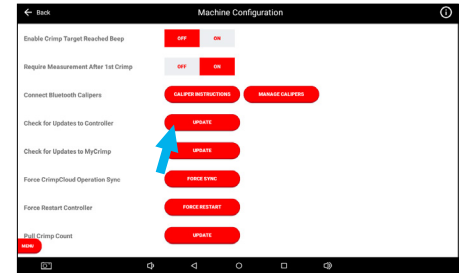 Back
Machine Configuration
Enable Crimp Target Reached Beep
OFF ON
Require Measurement After 1st Crimp
OFF ON
Connect Bluetooth Calipers
CALIPER INSTRUCTIONS MANAGE CALIPERS
Check for Updates to Controller
UPDATE
Check for Updates to MyCrimp
UPDATE
Force CrimpCloud Operation Sync
FORCE SYNC
Force Restart Controller
FORCE RESTART
Pull Crimp Count
UPDATE
MENU